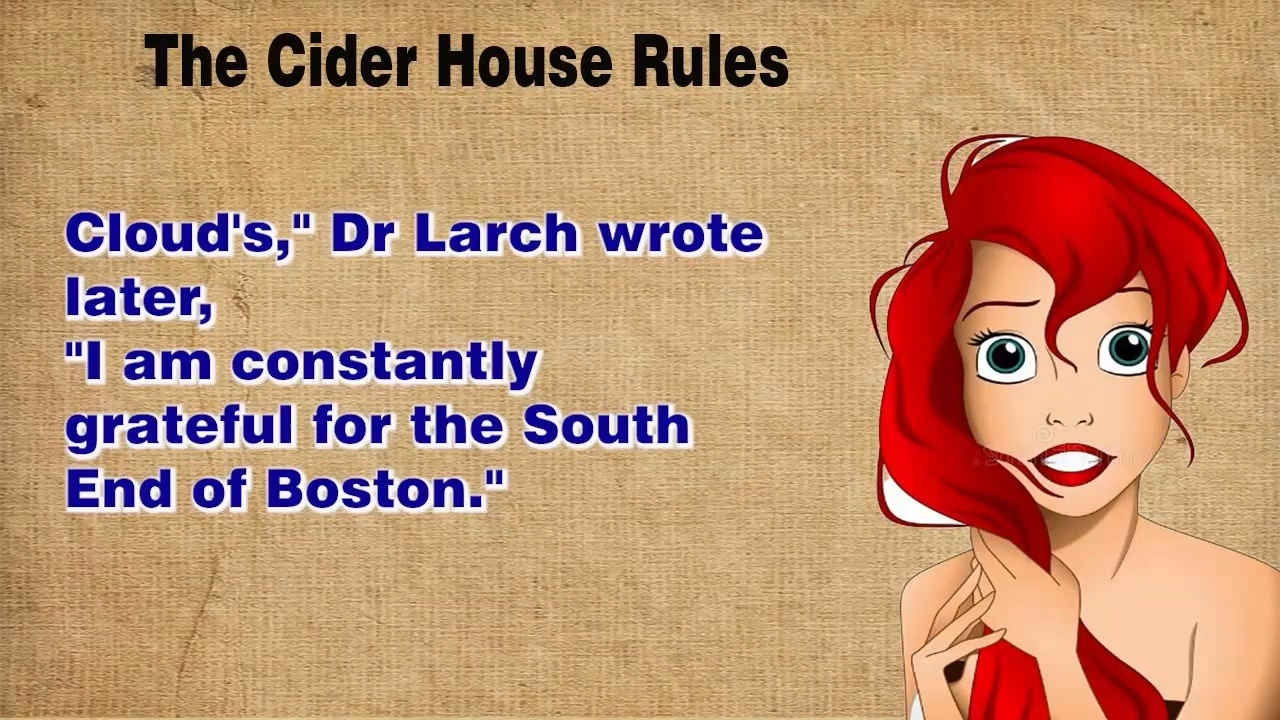 The Cider House Rules
Cloud's," Dr Larch wrote
later,
"I am constantly
grateful for the South
End of Boston."